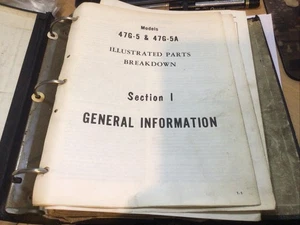 Models
47G-5 & 47G-5A
ILLUSTRATED PARTS
BREAKDOWN
Section I
GENERAL INFORMATION